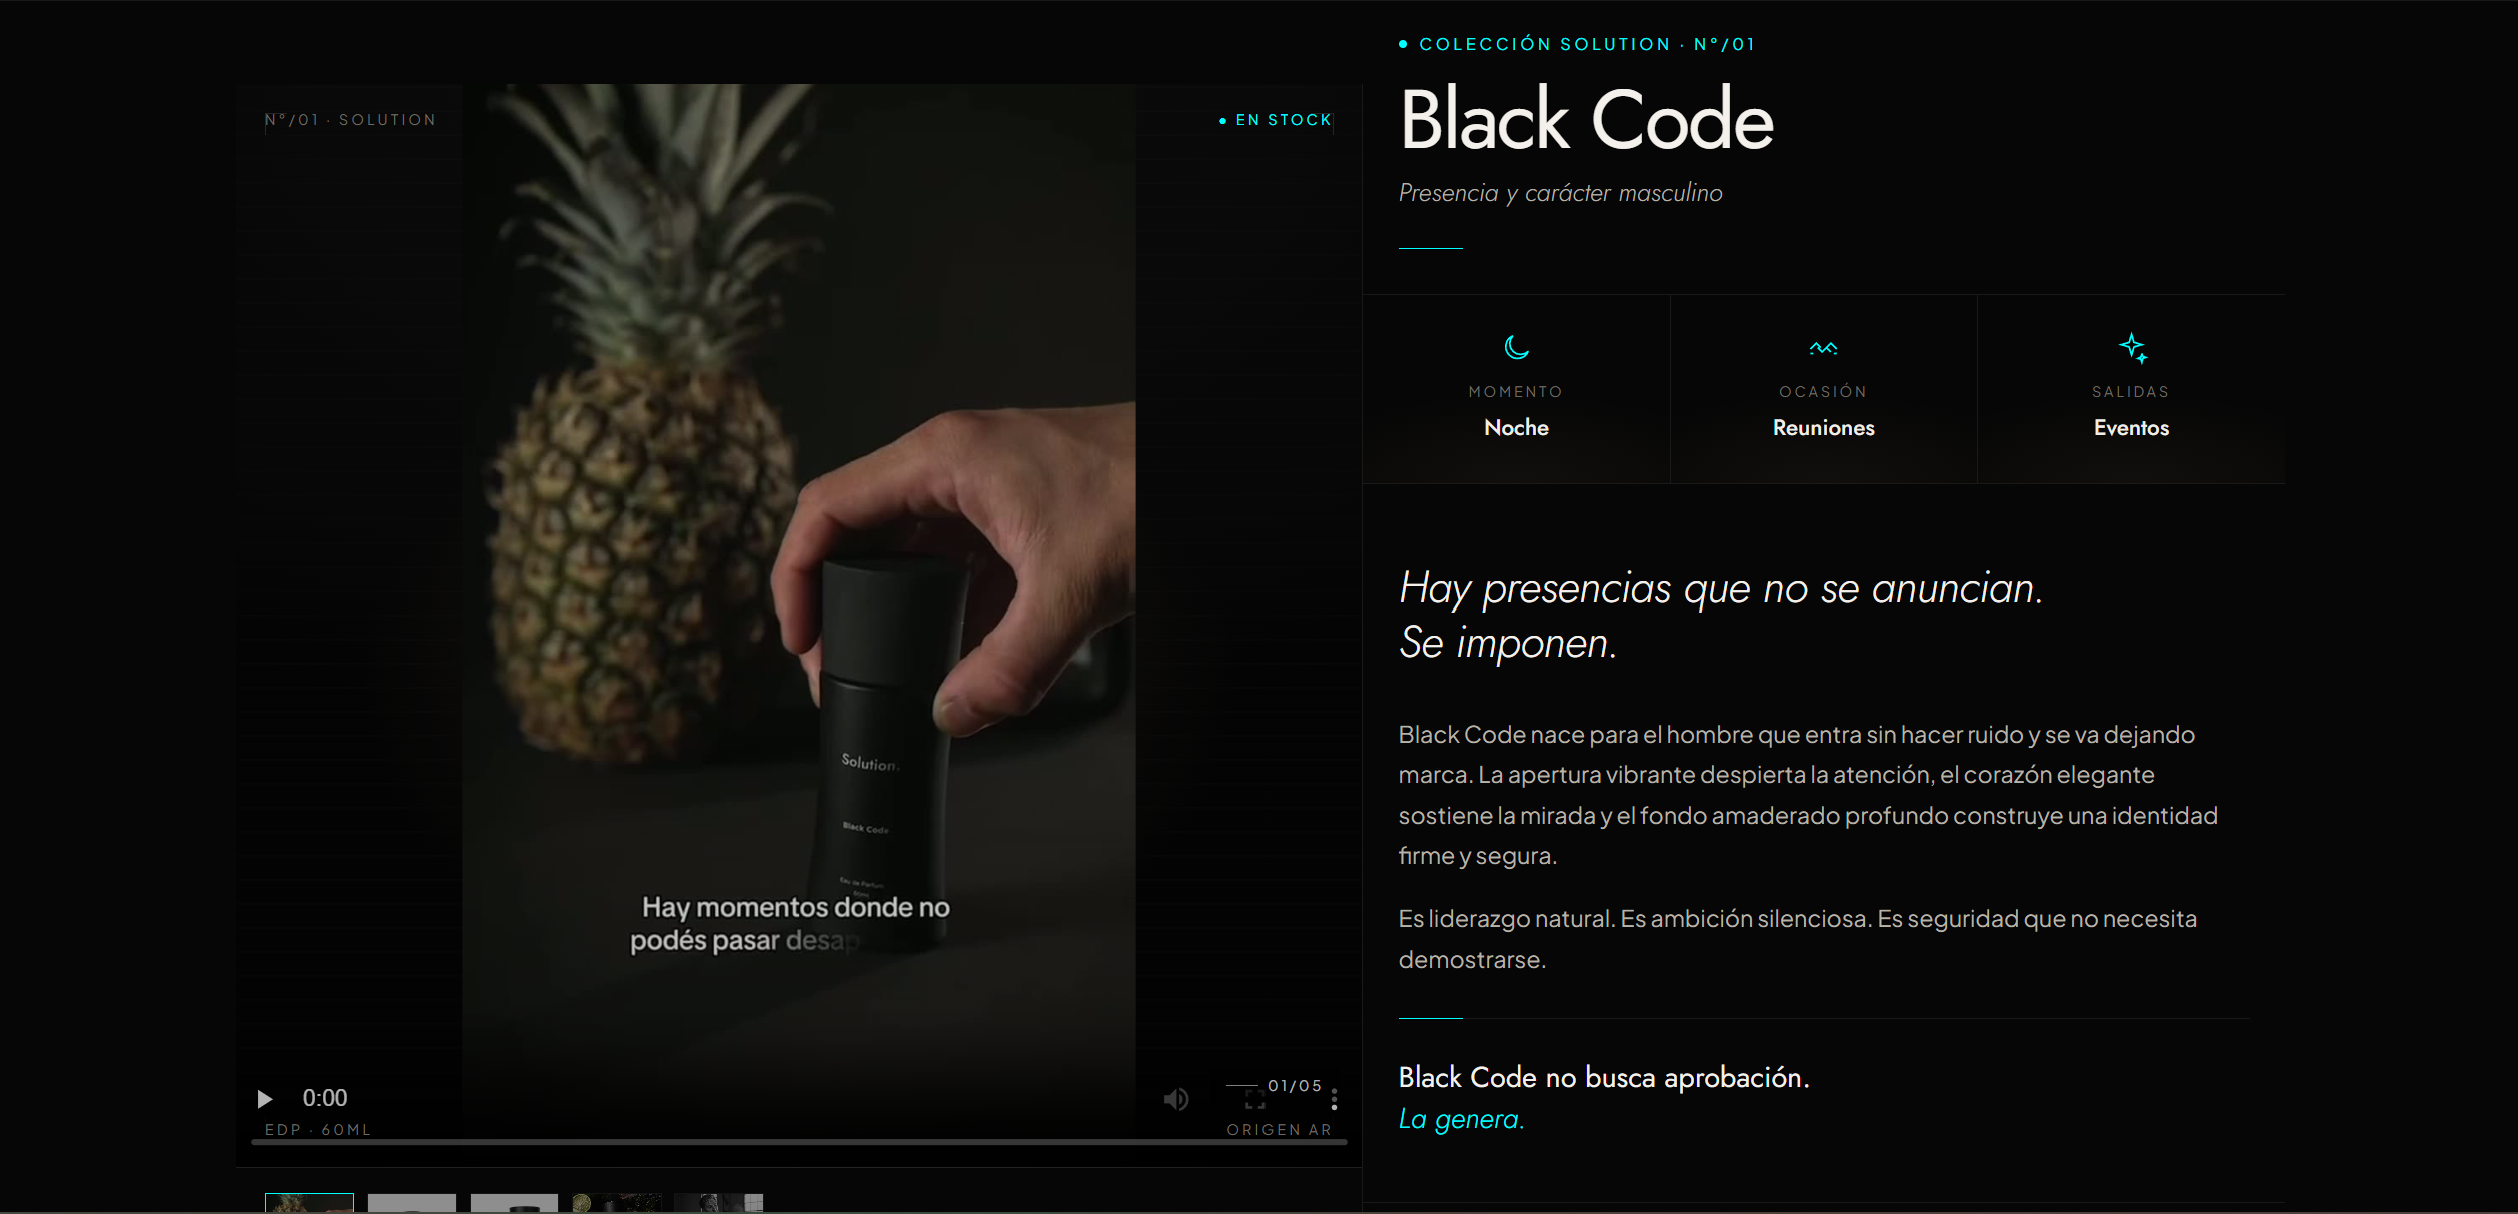 COLECCIÓN SOLUTION · N°/01
Black Code
Presencia y carácter masculino
N°/01 · SOLUTION
EN STOCK
MOMENTO
Noche
OCASIÓN
Reuniones
SALIDAS
Eventos
Hay presencias que no se anuncian.
Se imponen.
Black Code nace para el hombre que entra sin hacer ruido y se va dejando
marca. La apertura vibrante despierta la atención, el corazón elegante
sostiene la mirada y el fondo amaderado profundo construye una identidad
firme y segura.
Es liderazgo natural. Es ambición silenciosa. Es seguridad que no necesita
demostrarse.
Black Code no busca aprobación.
La genera.
Solution.
Black Code
Eau de Parfum
60ml
Hay momentos donde no
podés pasar desap
01/05
0:00
EDP · 60ML
ORIGEN AR